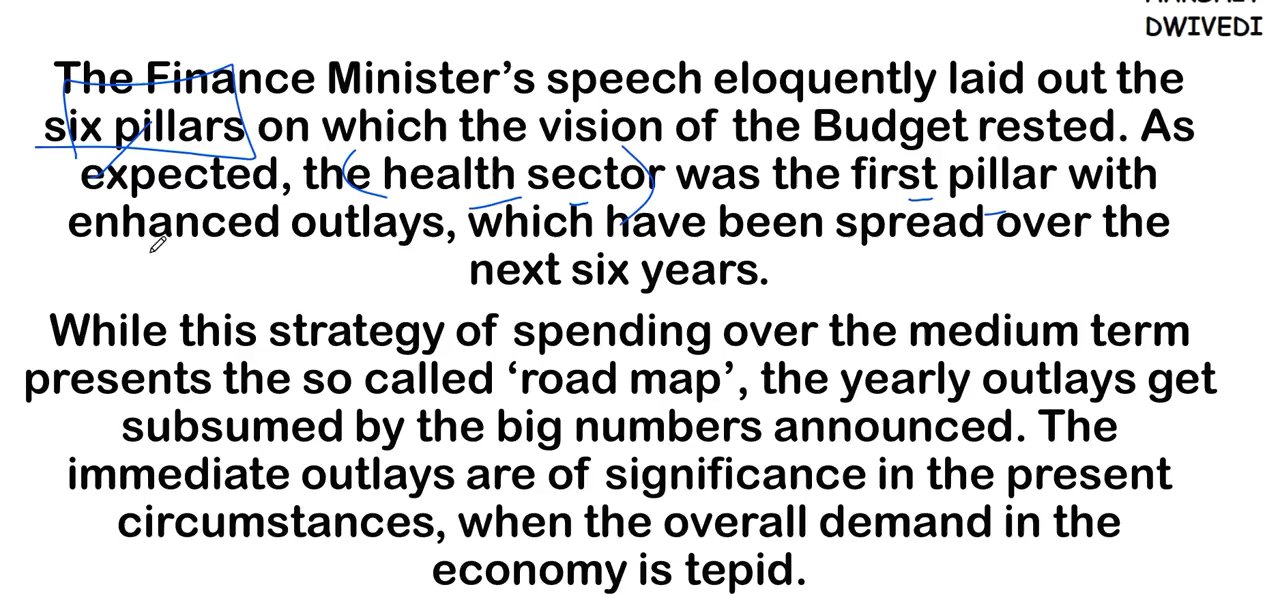 DWIVEDI
The Finance Minister's speech eloquently laid out the
six pillars on which the vision of the Budget rested. As
expected, the health sector was the first pillar with
enhanced outlays, which have been spread over the
next six years.
While this strategy of spending over the medium term
presents the so called ‘road map’, the yearly outlays get
subsumed by the big numbers announced. The
immediate outlays are of significance in the present
circumstances, when the overall demand in the
economy is tepid.